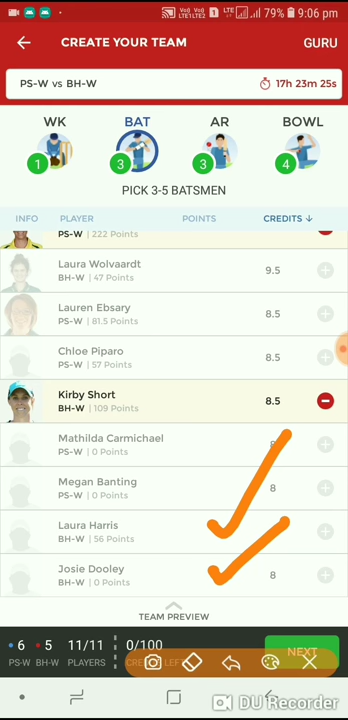 79% 9:06 pm
CREATE YOUR TEAM
GURU
PS-W vs BH-W
17h 23m 25s
WK BAT AR BOWL
1 3 3 4
PICK 3-5 BATSMEN
INFO PLAYER POINTS CREDITS
PS-W | 222 Points
Laura Wolvaardt
BH-W | 47 Points
9.5
Lauren Ebsary
PS-W | 81.5 Points
8.5
Chloe Piparo
PS-W | 57 Points
8.5
Kirby Short
BH-W | 109 Points
8.5
Mathilda Carmichael
PS-W | 0 Points
Megan Banting
PS-W | 0 Points
8
Laura Harris
BH-W | 56 Points
Josie Dooley
BH-W | 0 Points
8
TEAM PREVIEW
6 5 11/11 0/100
PS-W BH-W PLAYERS
NEXT
DU Recorder